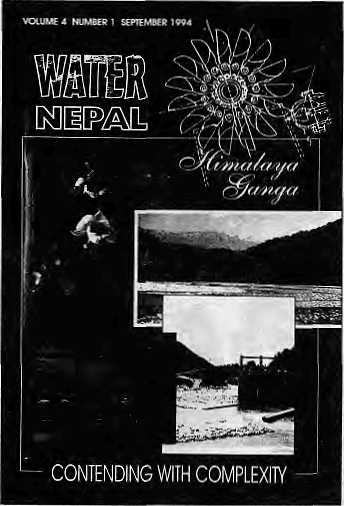 VOLUME 4 NUMBER 1 SEPTEMBER 1994
WATER
NEPAL
Himalaya
Ganga
CONTENDING WITH COMPLEXITY